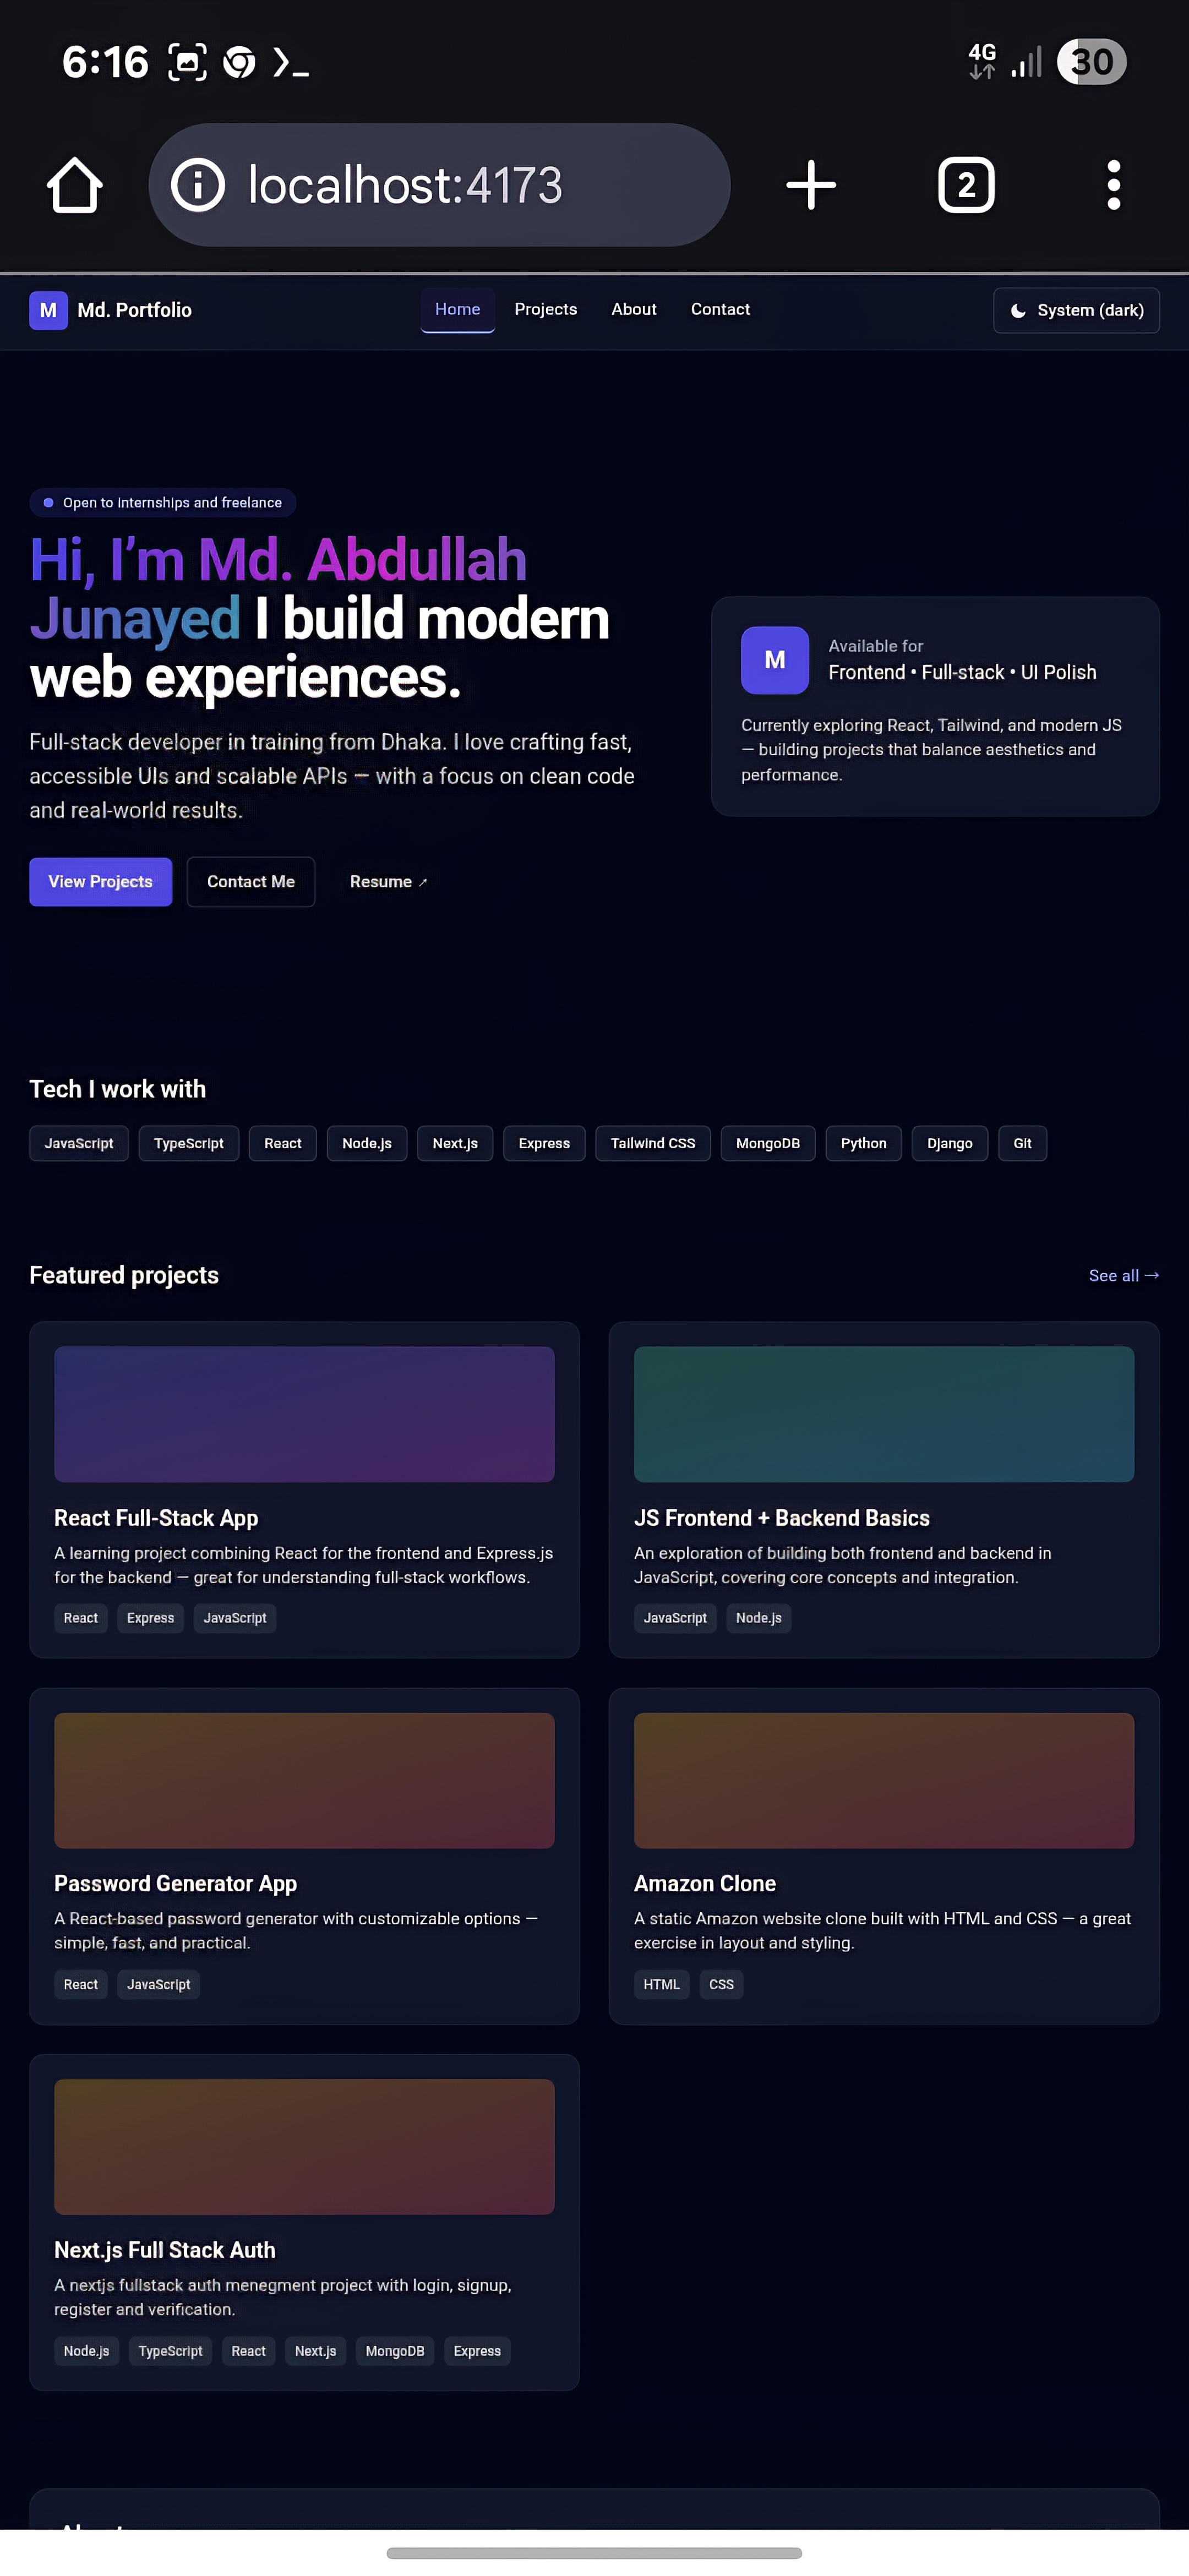 6:16
4G
30
localhost:4173
2
M Md. Portfolio
Home Projects About Contact
System (dark)
Open to internships and freelance
Hi, I’m Md. Abdullah
Junayed I build modern
web experiences.
Full-stack developer in training from Dhaka. I love crafting fast,
accessible UIs and scalable APIs — with a focus on clean code
and real-world results.
View Projects Contact Me Resume ↗
M
Available for
Frontend • Full-stack • UI Polish
Currently exploring React, Tailwind, and modern JS
— building projects that balance aesthetics and
performance.
Tech I work with
JavaScript TypeScript React Node.js Next.js Express Tailwind CSS MongoDB Python Django Git
Featured projects
See all →
React Full-Stack App
A learning project combining React for the frontend and Express.js
for the backend — great for understanding full-stack workflows.
React Express JavaScript
JS Frontend + Backend Basics
An exploration of building both frontend and backend in
JavaScript, covering core concepts and integration.
JavaScript Node.js
Password Generator App
A React-based password generator with customizable options —
simple, fast, and practical.
React JavaScript
Amazon Clone
A static Amazon website clone built with HTML and CSS — a great
exercise in layout and styling.
HTML CSS
Next.js Full Stack Auth
A nextjs fullstack auth menegment project with login, signup,
register and verification.
Node.js TypeScript React Next.js MongoDB Express